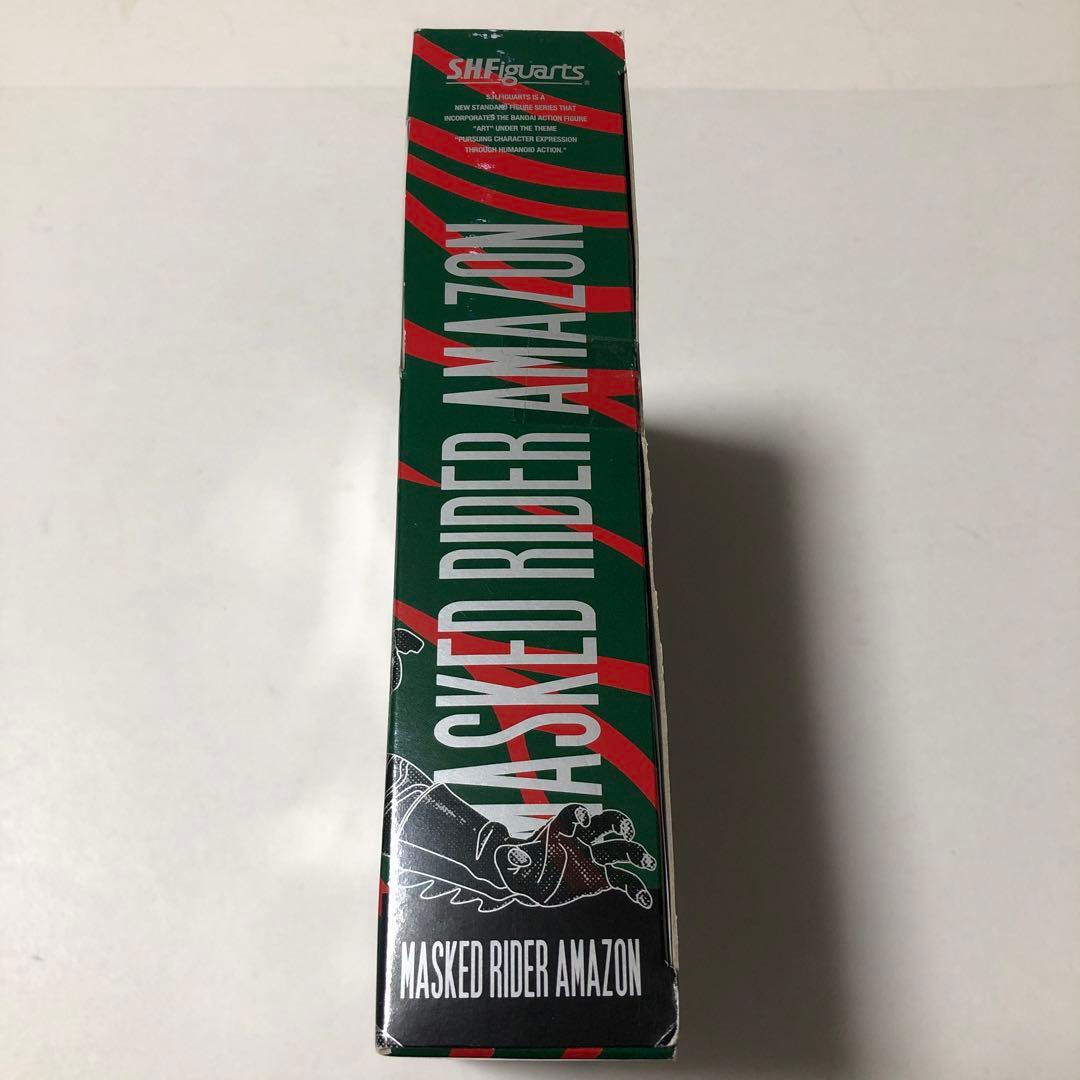 S.H.Figuarts
S.H.FIGUARTS IS A
NEW STANDARD FIGURE SERIES THAT
INCORPORATES THE BANDAI ACTION FIGURE
"ART" UNDER THE THEME
"PURSUING CHARACTER EXPRESSION
THROUGH HUMANOID ACTION."
MASKED RIDER AMAZON
MASKED RIDER AMAZON